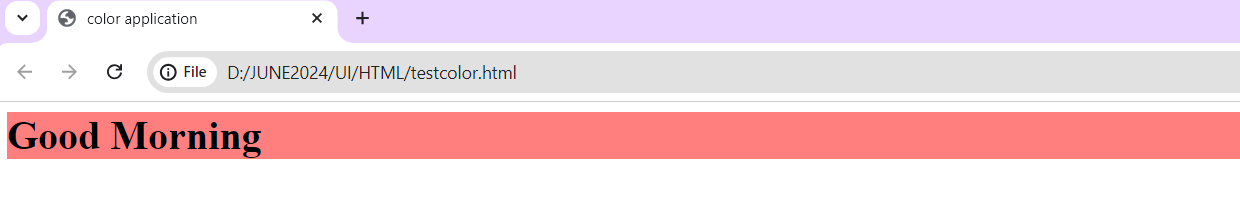 color application
File D:/JUNE2024/UI/HTML/testcolor.html
Good Morning